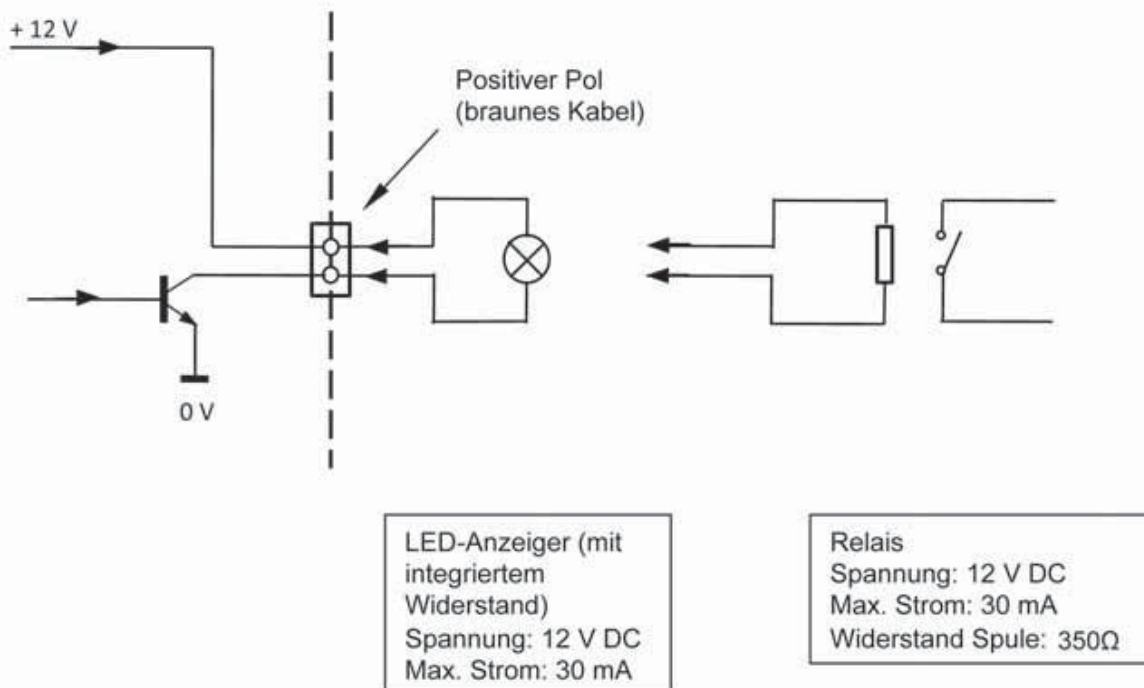 + 12 V
Positiver Pol
(braunes Kabel)
0 V
LED-Anzeiger (mit
integriertem
Widerstand)
Spannung: 12 V DC
Max. Strom: 30 mA
Relais
Spannung: 12 V DC
Max. Strom: 30 mA
Widerstand Spule: 350Ω